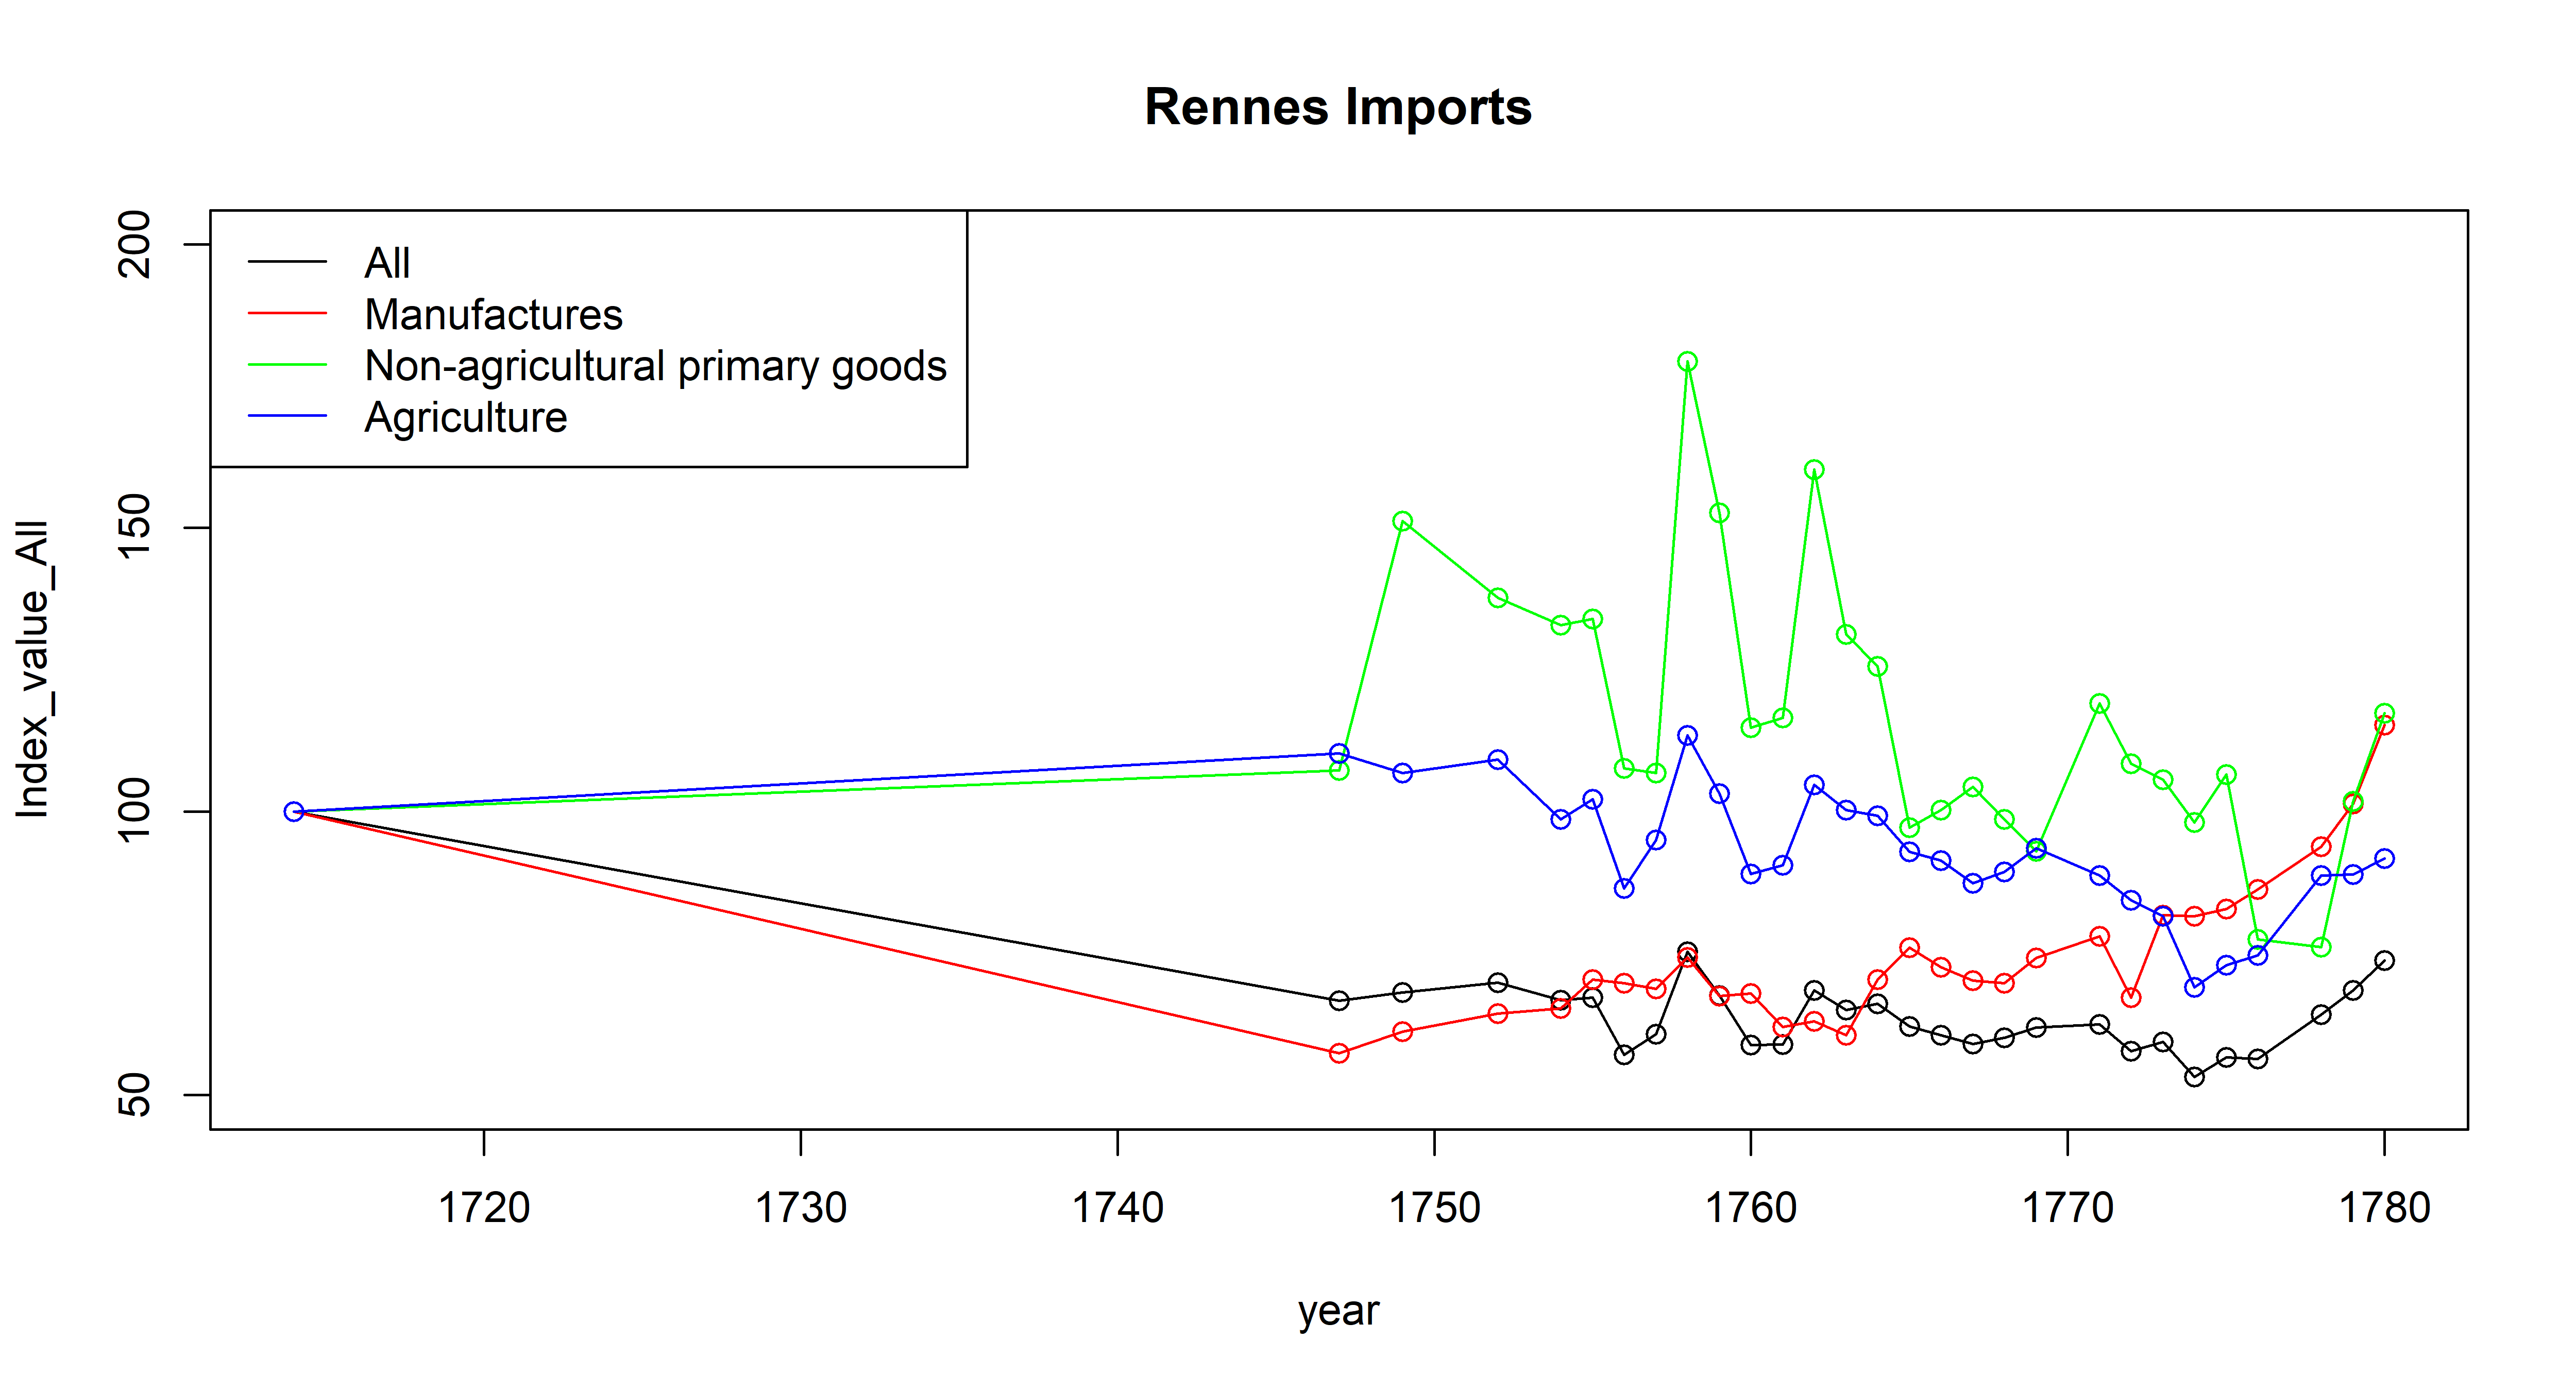 Rennes Imports
All
Manufactures
Non-agricultural primary goods
Agriculture
Index_value_All
200
150
100
50
1720 1730 1740 1750 1760 1770 1780
year